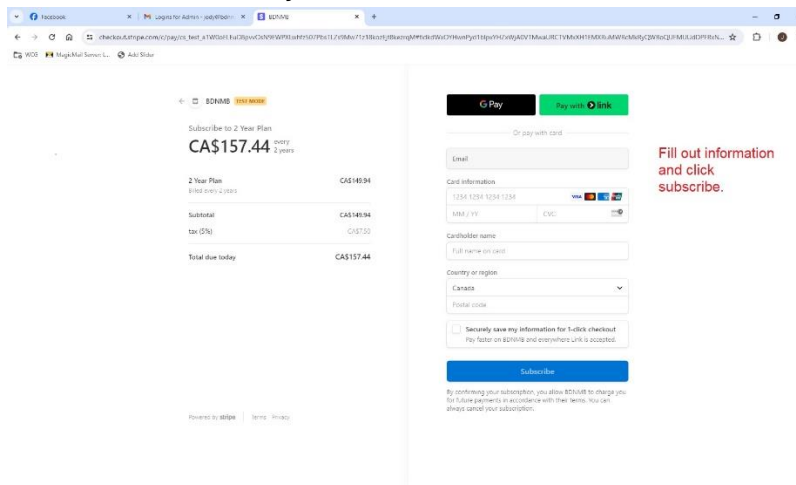 Facebook
Logins for Admin - jody@bdnm
BDNMB
WCG
MagicMail Server L...
Add Slider
BDNMB TEST MODE
Subscribe to 2 Year Plan
CA$157.44 every 2 years
2 Year Plan CA$149.94
Billed every 2 years
Subtotal CA$149.94
tax (5%) CA$7.50
Total due today CA$157.44
Powered by stripe Terms Privacy
G Pay
Pay with link
Or pay with card
Email
Card information
1234 1234 1234 1234 VISA
MM / YY CVC
Cardholder name
Full name on card
Country or region
Canada
Postal code
Securely save my information for 1-click checkout
Pay faster on BDNMB and everywhere Link is accepted.
Subscribe
By confirming your subscription, you allow BDNMB to charge you
for future payments in accordance with their terms. You can
always cancel your subscription.
Fill out information
and click
subscribe.